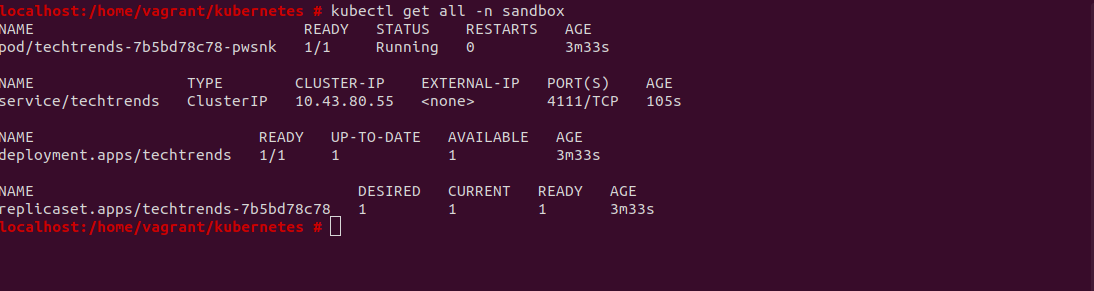 localhost:/home/vagrant/kubernetes # kubectl get all -n sandbox
NAME                              READY   STATUS    RESTARTS   AGE
pod/techtrends-7b5bd78c78-pwsnk   1/1     Running   0          3m33s

NAME                 TYPE        CLUSTER-IP    EXTERNAL-IP   PORT(S)    AGE
service/techtrends   ClusterIP   10.43.80.55   <none>        4111/TCP   105s

NAME                         READY   UP-TO-DATE   AVAILABLE   AGE
deployment.apps/techtrends   1/1     1            1           3m33s

NAME                                    DESIRED   CURRENT   READY   AGE
replicaset.apps/techtrends-7b5bd78c78   1         1         1       3m33s
localhost:/home/vagrant/kubernetes #